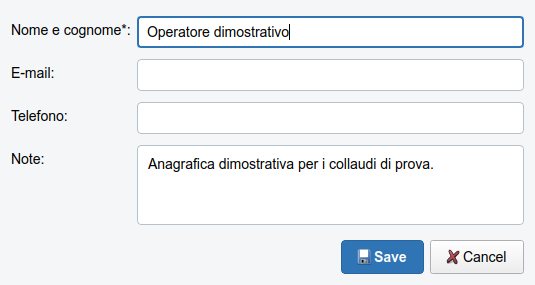 Nome e cognome*: Operatore dimostrativo
E-mail:
Telefono:
Note: Anagrafica dimostrativa per i collaudi di prova.
Save Cancel